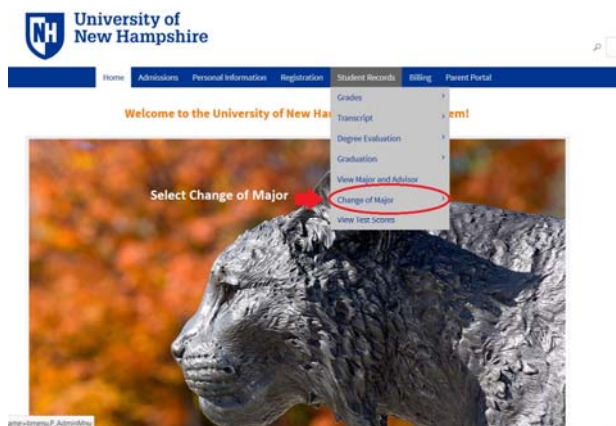 NH
University of
New Hampshire
Home Admissions Personal Information Registration Student Records Billing Parent Portal
Welcome to the University of New Ha em!
Grades
Transcript
Degree Evaluation
Graduation
View Major and Advisor
Select Change of Major
Change of Major
View Test Scores